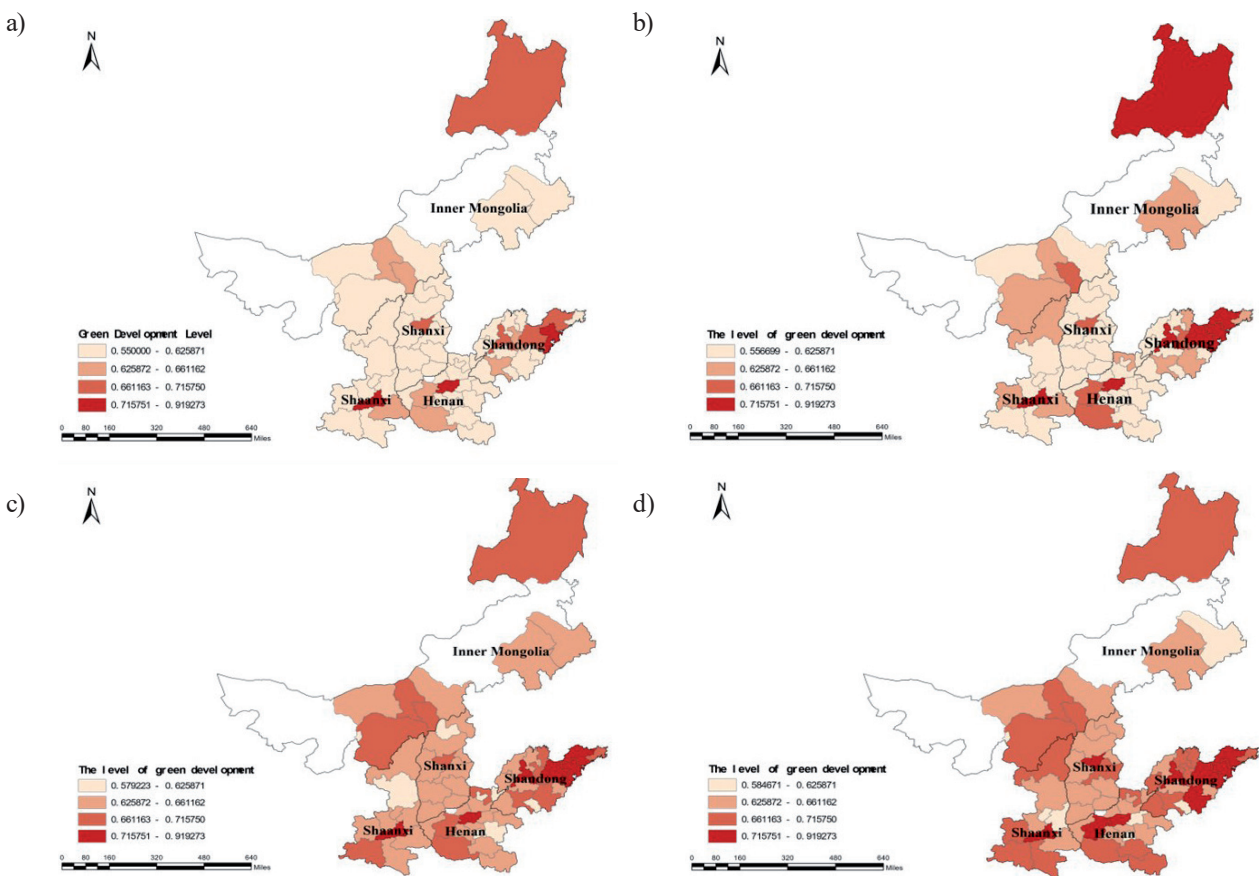 a)
N
Inner Mongolia
Shanxi
Shandong
Shaanxi
Henan
Green Development Level
0.550000 - 0.625871
0.625872 - 0.661162
0.661163 - 0.715750
0.715751 - 0.919273
0 80 160 320 480 640
Miles
b)
N
Inner Mongolia
Shanxi
Shandong
Shaanxi
Henan
The level of green development
0.556699 - 0.625871
0.625872 - 0.661162
0.661163 - 0.715750
0.715751 - 0.919273
0 80 160 320 480 640
Miles
c)
N
Inner Mongolia
Shanxi
Shandong
Shaanxi
Henan
The level of green development
0.579223 - 0.625871
0.625872 - 0.661162
0.661163 - 0.715750
0.715751 - 0.919273
0 80 160 320 480 640
Miles
d)
N
Inner Mongolia
Shanxi
Shandong
Shaanxi
Henan
The level of green development
0.584671 - 0.625871
0.625872 - 0.661162
0.661163 - 0.715750
0.715751 - 0.919273
0 80 160 320 480 640
Miles